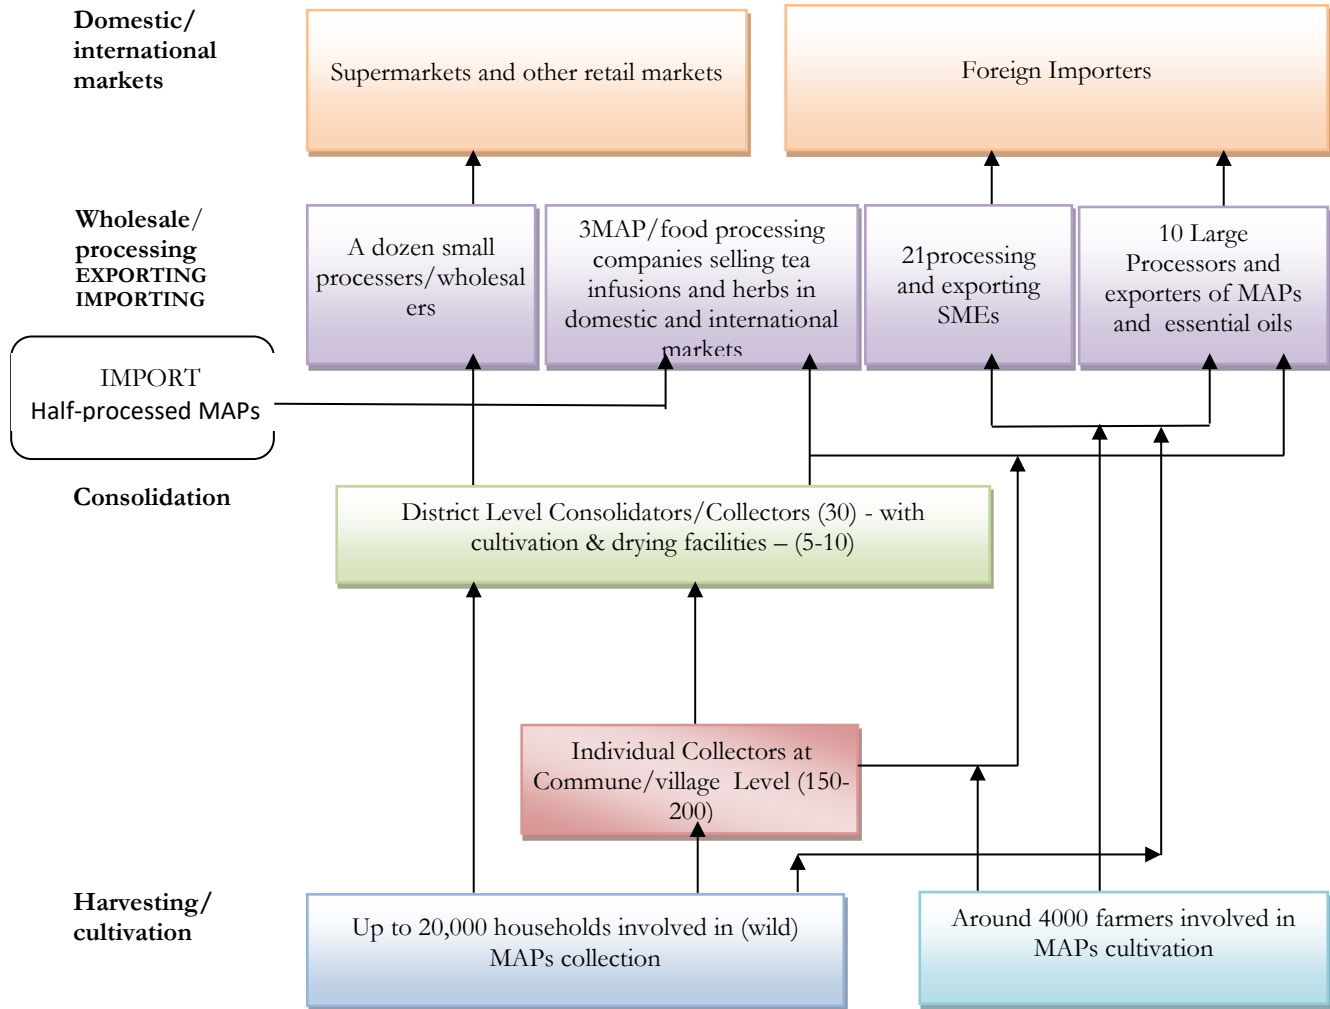 Domestic/
international
markets
Supermarkets and other retail markets
Foreign Importers
Wholesale/
processing
EXPORTING
IMPORTING
A dozen small
processers/wholesal
ers
3MAP/food processing
companies selling tea
infusions and herbs in
domestic and international
markets
21processing
and exporting
SMEs
10 Large
Processors and
exporters of MAPs
and essential oils
IMPORT
Half-processed MAPs
Consolidation
District Level Consolidators/Collectors (30) - with
cultivation & drying facilities – (5-10)
Individual Collectors at
Commune/village Level (150-
200)
Harvesting/
cultivation
Up to 20,000 households involved in (wild)
MAPs collection
Around 4000 farmers involved in
MAPs cultivation